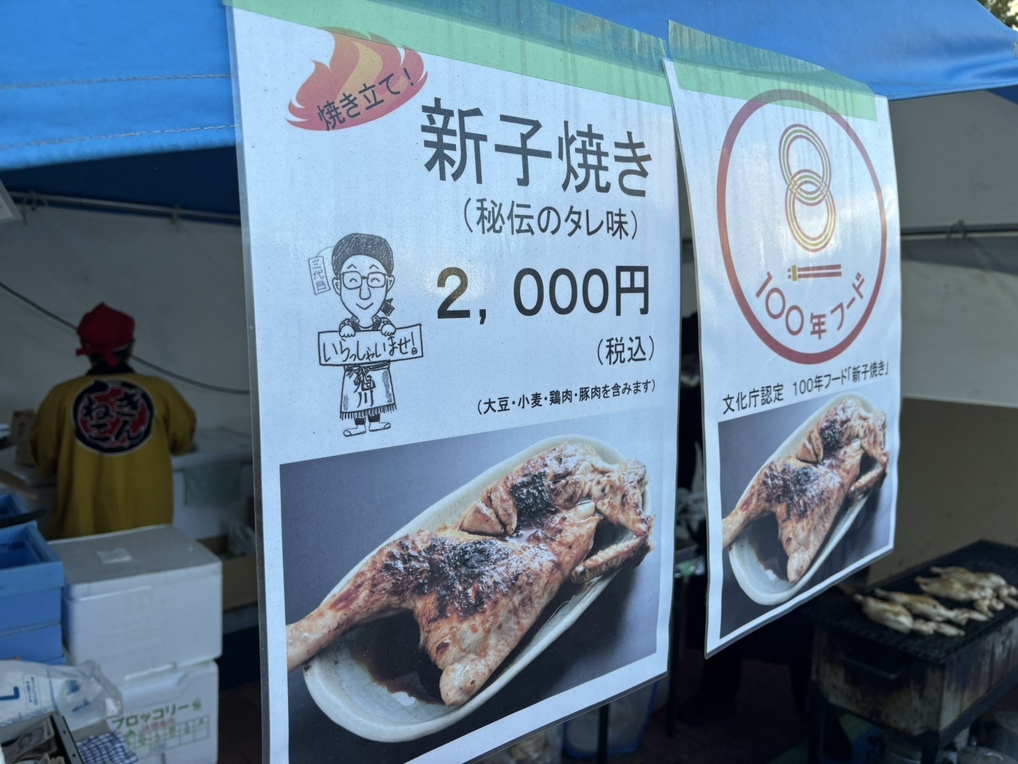 焼き立て!
新子焼き
(秘伝のタレ味)
三代目
2,000円
いらっしゃいませ!
(税込)
(大豆・小麦・鶏肉・豚肉を含みます)
100年フード
文化庁認定 100年フード「新子焼き」
ブロッコリー